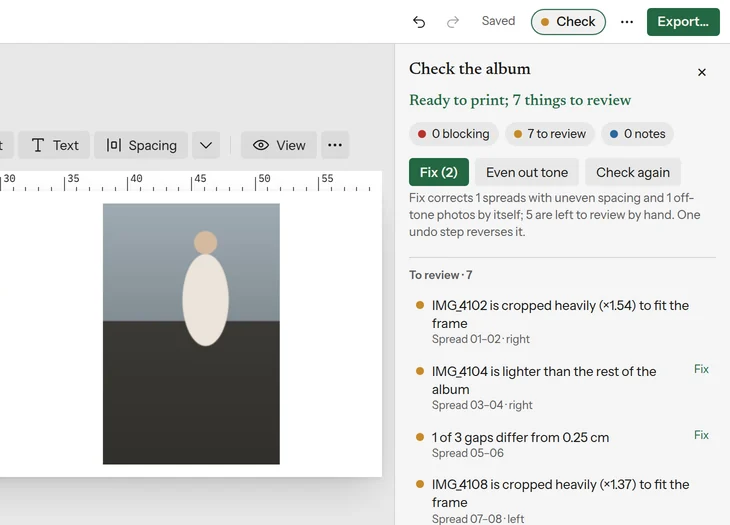 Saved
Check
Export...
Check the album
Ready to print; 7 things to review
0 blocking
7 to review
0 notes
t
Text
Spacing
View
Fix (2)
Even out tone
Check again
Fix corrects 1 spreads with uneven spacing and 1 off-
tone photos by itself; 5 are left to review by hand. One
undo step reverses it.
30 35 40 45 50 55
To review · 7
IMG_4102 is cropped heavily (×1.54) to fit the
frame
Spread 01–02 · right
IMG_4104 is lighter than the rest of the
album
Fix
Spread 03–04 · right
1 of 3 gaps differ from 0.25 cm
Fix
Spread 05–06
IMG_4108 is cropped heavily (×1.37) to fit the
frame
Spread 07–08 · left